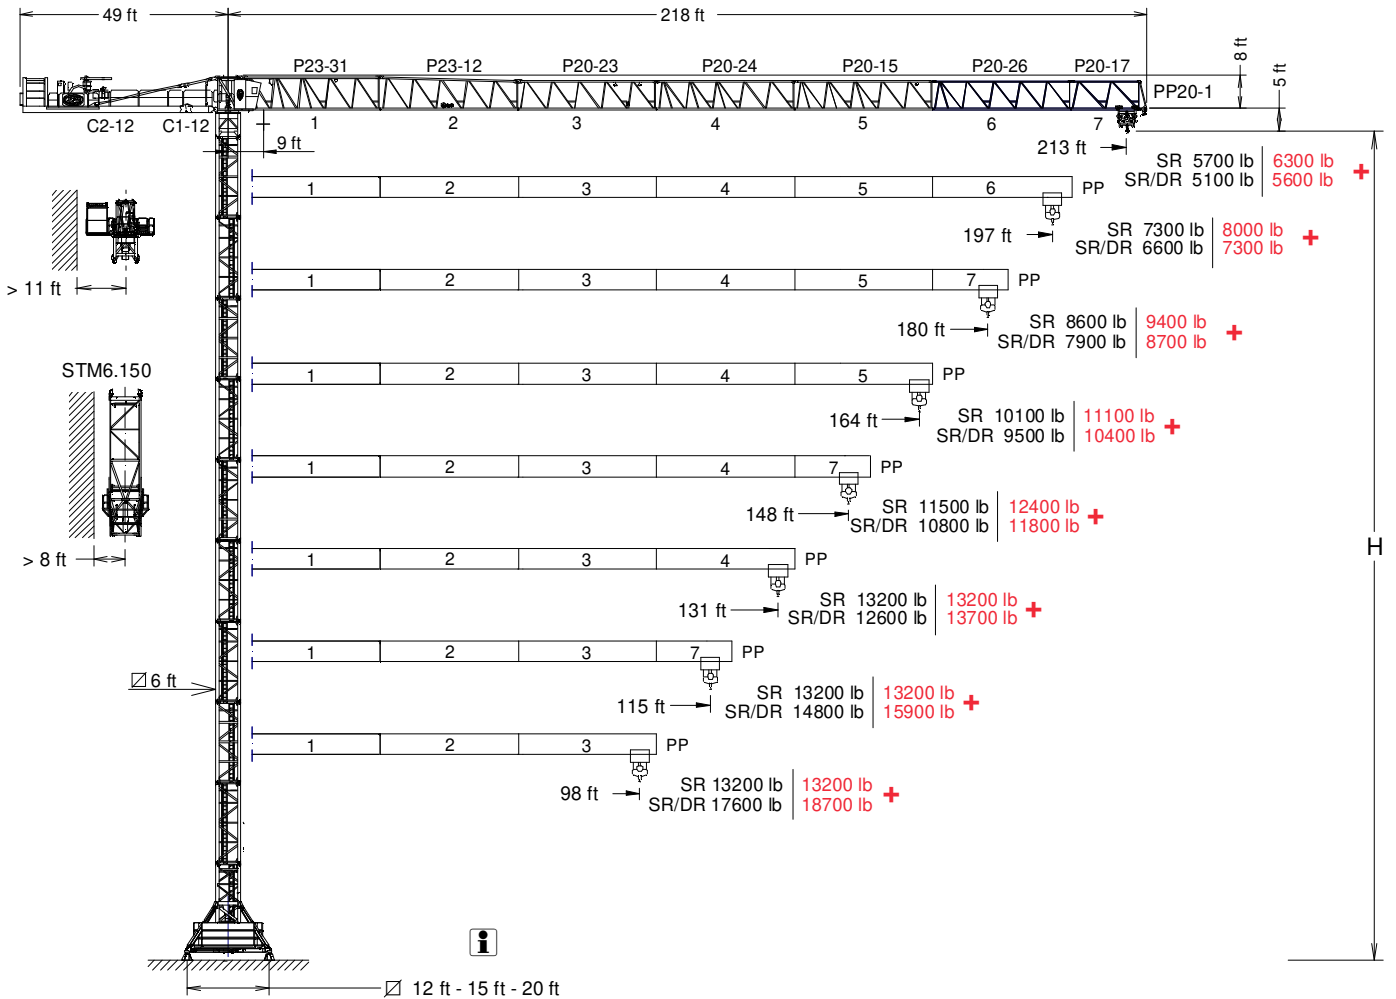 49 ft 218 ft
P23-31 P23-12 P20-23 P20-24 P20-15 P20-26 P20-17 8 ft
5 ft
PP20-1
C2-12 C1-12 1 2 3 4 5 6 7
9 ft 213 ft
SR 5700 lb 6300 lb +
SR/DR 5100 lb 5600 lb
1 2 3 4 5 6 PP
197 ft SR 7300 lb 8000 lb +
SR/DR 6600 lb 7300 lb
> 11 ft
1 2 3 4 5 7 PP
180 ft SR 8600 lb 9400 lb +
SR/DR 7900 lb 8700 lb
STM6.150
1 2 3 4 5 PP
164 ft SR 10100 lb 11100 lb +
SR/DR 9500 lb 10400 lb
1 2 3 4 7 PP
148 ft SR 11500 lb 12400 lb +
SR/DR 10800 lb 11800 lb
H
> 8 ft
1 2 3 4 PP
131 ft SR 13200 lb 13200 lb +
SR/DR 12600 lb 13700 lb
1 2 3 7 PP
6 ft
115 ft SR 13200 lb 13200 lb +
SR/DR 14800 lb 15900 lb
1 2 3 PP
98 ft SR 13200 lb 13200 lb +
SR/DR 17600 lb 18700 lb
i
12 ft - 15 ft - 20 ft